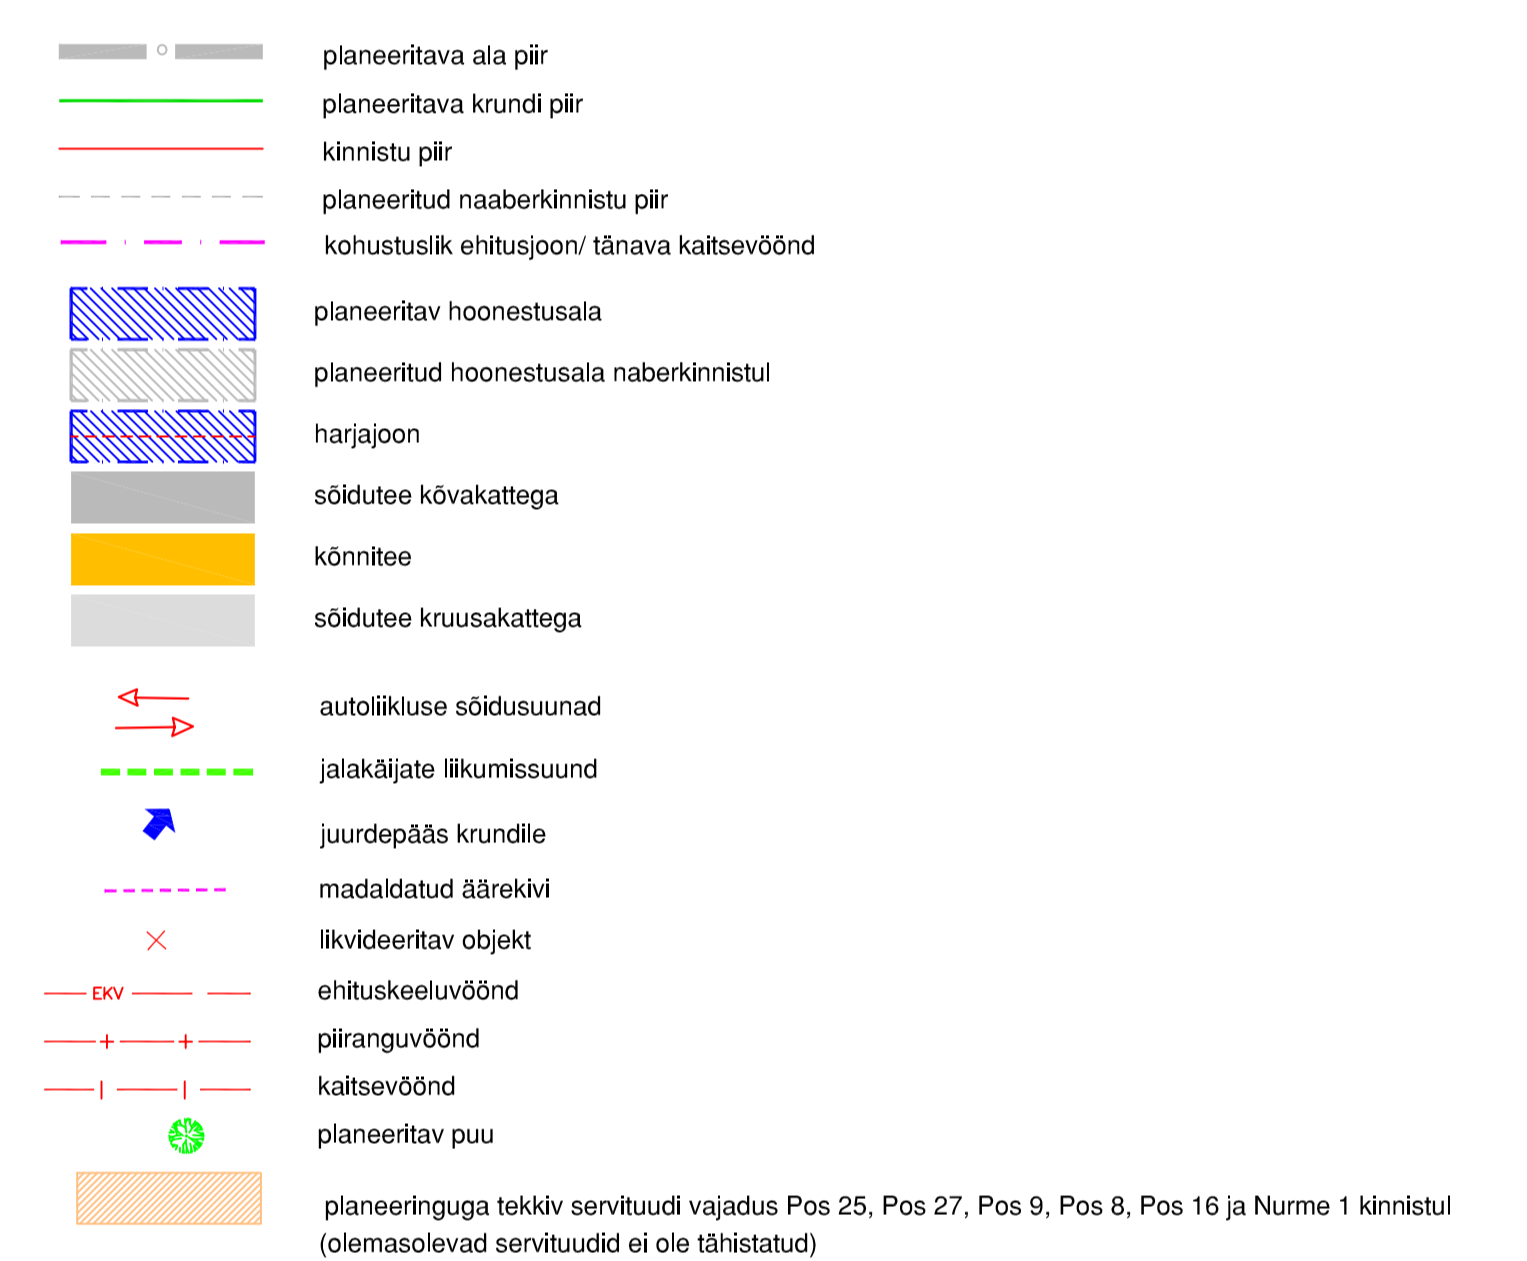 planeeritava ala piir
planeeritava krundi piir
kinnistu piir
planeeritud naaberkinnistu piir
kohustuslik ehitusjoon/ tänava kaitsevöönd
planeeritav hoonestusala
planeeritud hoonestusala naberkinnistul
harjajoon
sõidutee kõvakattega
kõnnitee
sõidutee kruusakattega
autoliikluse sõidusuunad
jalakäijate liikumissuund
juurdepääs krundile
madaldatud äärekivi
likvideeritav objekt
EKV ehituskeeluvöönd
piiranguvöönd
kaitsevöönd
planeeritav puu
planeeringuga tekkiv servituudi vajadus Pos 25, Pos 27, Pos 9, Pos 8, Pos 16 ja Nurme 1 kinnistul
(olemasolevad servituudid ei ole tähistatud)